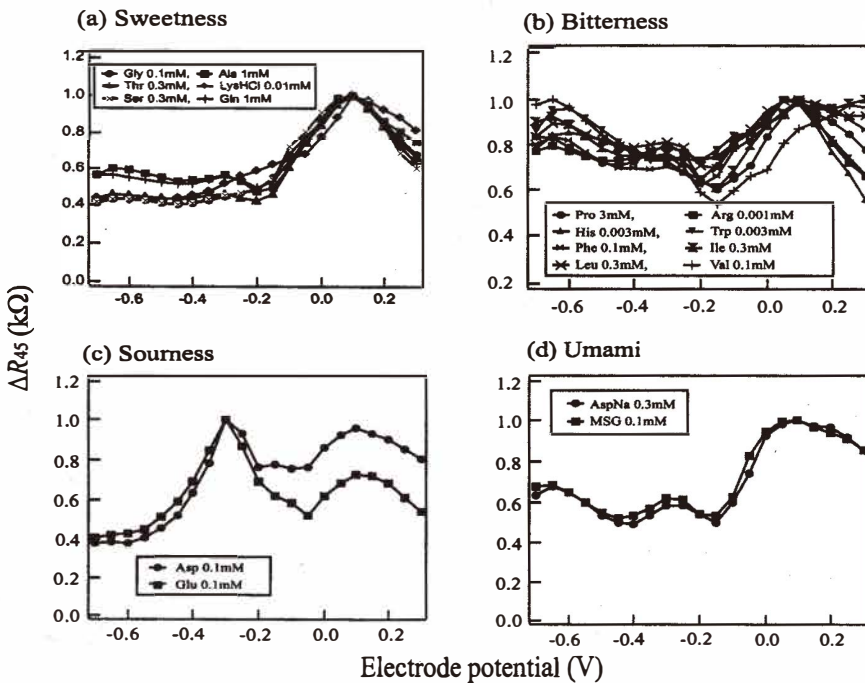 (a) Sweetness
1.2
1.0
0.8
0.6
0.4
0.2
0.0
Gly 0.1mM, Ala 1mM
Thr 0.3mM, LysHCl 0.01mM
Ser 0.3mM, Gln 1mM
-0.6 -0.4 -0.2 0.0 0.2
(b) Bitterness
1.2
1.0
0.8
0.6
0.4
0.2
Pro 3mM, Arg 0.001mM
His 0.003mM, Trp 0.003mM
Phe 0.1mM, Ile 0.3mM
Leu 0.3mM, Val 0.1mM
-0.6 -0.4 -0.2 0.0 0.2
ΔR45 (kΩ)
(c) Sourness
1.2
1.0
0.8
0.6
0.4
0.2
0.0
Asp 0.1mM
Glu 0.1mM
-0.6 -0.4 -0.2 0.0 0.2
(d) Umami
1.2
1.0
0.8
0.6
0.4
0.2
0.0
AspNa 0.3mM
MSG 0.1mM
-0.6 -0.4 -0.2 0.0 0.2
Electrode potential (V)